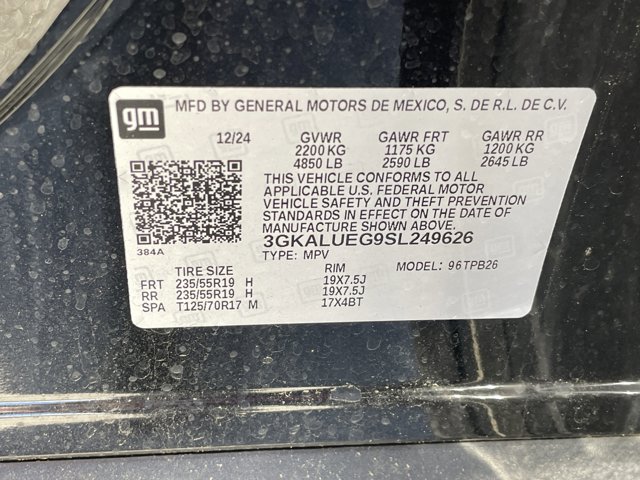 gm MFD BY GENERAL MOTORS DE MEXICO, S. DE R.L. DE C.V.
12/24 GVWR GAWR FRT GAWR RR
2200 KG 1175 KG 1200 KG
4850 LB 2590 LB 2645 LB
THIS VEHICLE CONFORMS TO ALL
APPLICABLE U.S. FEDERAL MOTOR
VEHICLE SAFETY AND THEFT PREVENTION
STANDARDS IN EFFECT ON THE DATE OF
MANUFACTURE SHOWN ABOVE.
384A 3GKALUEG9SL249626
TYPE: MPV MODEL: 96TPB26
TIRE SIZE RIM
FRT 235/55R19 H 19X7.5J
RR 235/55R19 H 19X7.5J
SPA T125/70R17 M 17X4BT